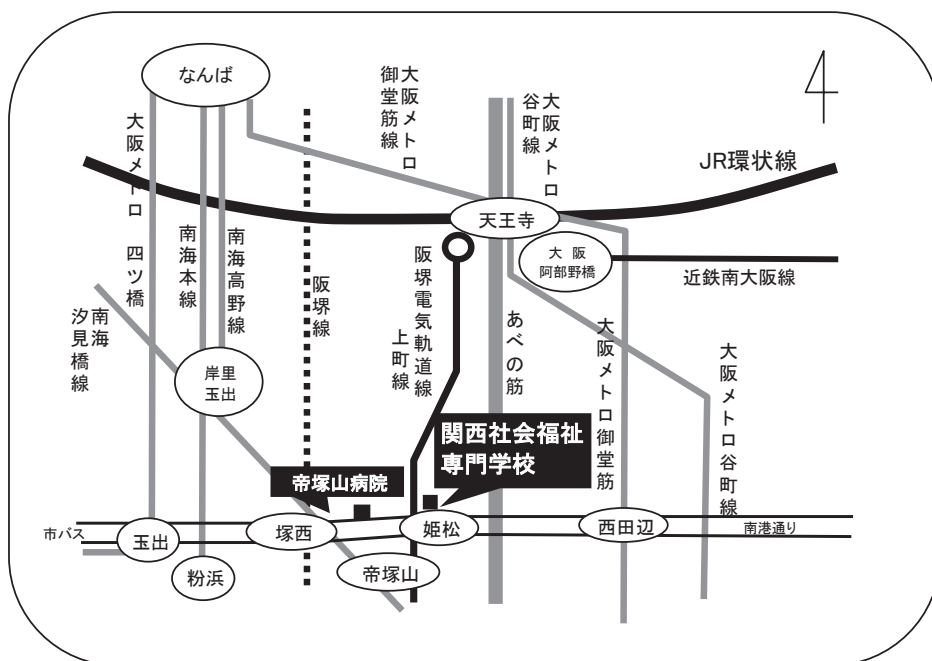 なんば
大阪メトロ
御堂筋線
大阪メトロ
谷町線
4
JR環状線
天王寺
大阪
阿部野橋
近鉄南大阪線
大阪メトロ 四ツ橋
南海本線
南海高野線
阪堺線
阪堺電気軌道線
上町線
あべの筋
大阪メトロ御堂筋
大阪メトロ谷町線
南海
汐見橋線
岸里
玉出
関西社会福祉
専門学校
帝塚山病院
市バス
玉出
塚西
姫松
西田辺
南港通り
粉浜
帝塚山